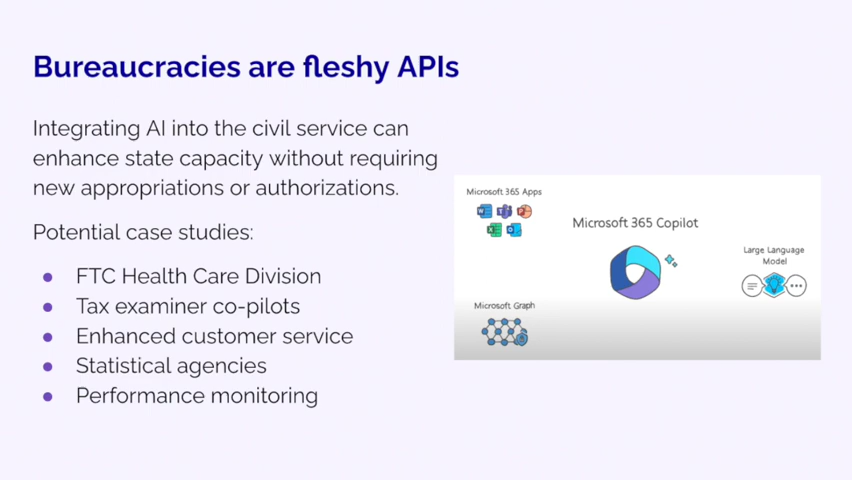 Bureaucracies are fleshy APIs
Integrating AI into the civil service can
enhance state capacity without requiring
new appropriations or authorizations.
Potential case studies:
● FTC Health Care Division
● Tax examiner co-pilots
● Enhanced customer service
● Statistical agencies
● Performance monitoring
Microsoft 365 Apps
Microsoft 365 Copilot
Large Language
Model
Microsoft Graph